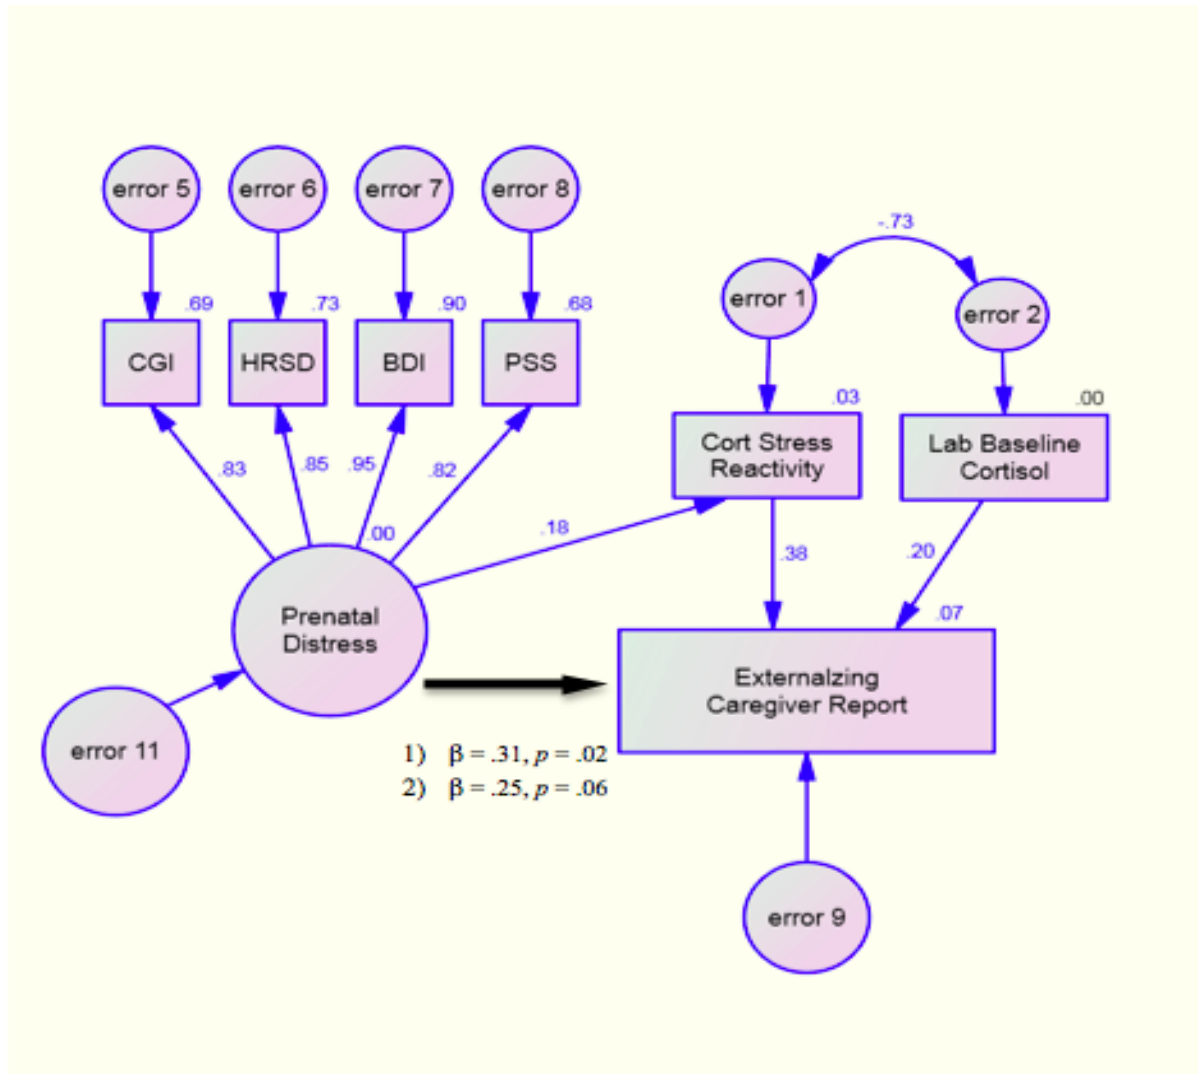 error 5
error 6
error 7
error 8
-.73
error 1
error 2
.69
.73
.90
.68
CGI
HRSD
BDI
PSS
.03
.00
Cort Stress
Reactivity
Lab Baseline
Cortisol
.83
.85
.95
.82
.00
.18
.38
.20
.07
Prenatal
Distress
Externalzing
Caregiver Report
error 11
1) β = .31, p = .02
2) β = .25, p = .06
error 9